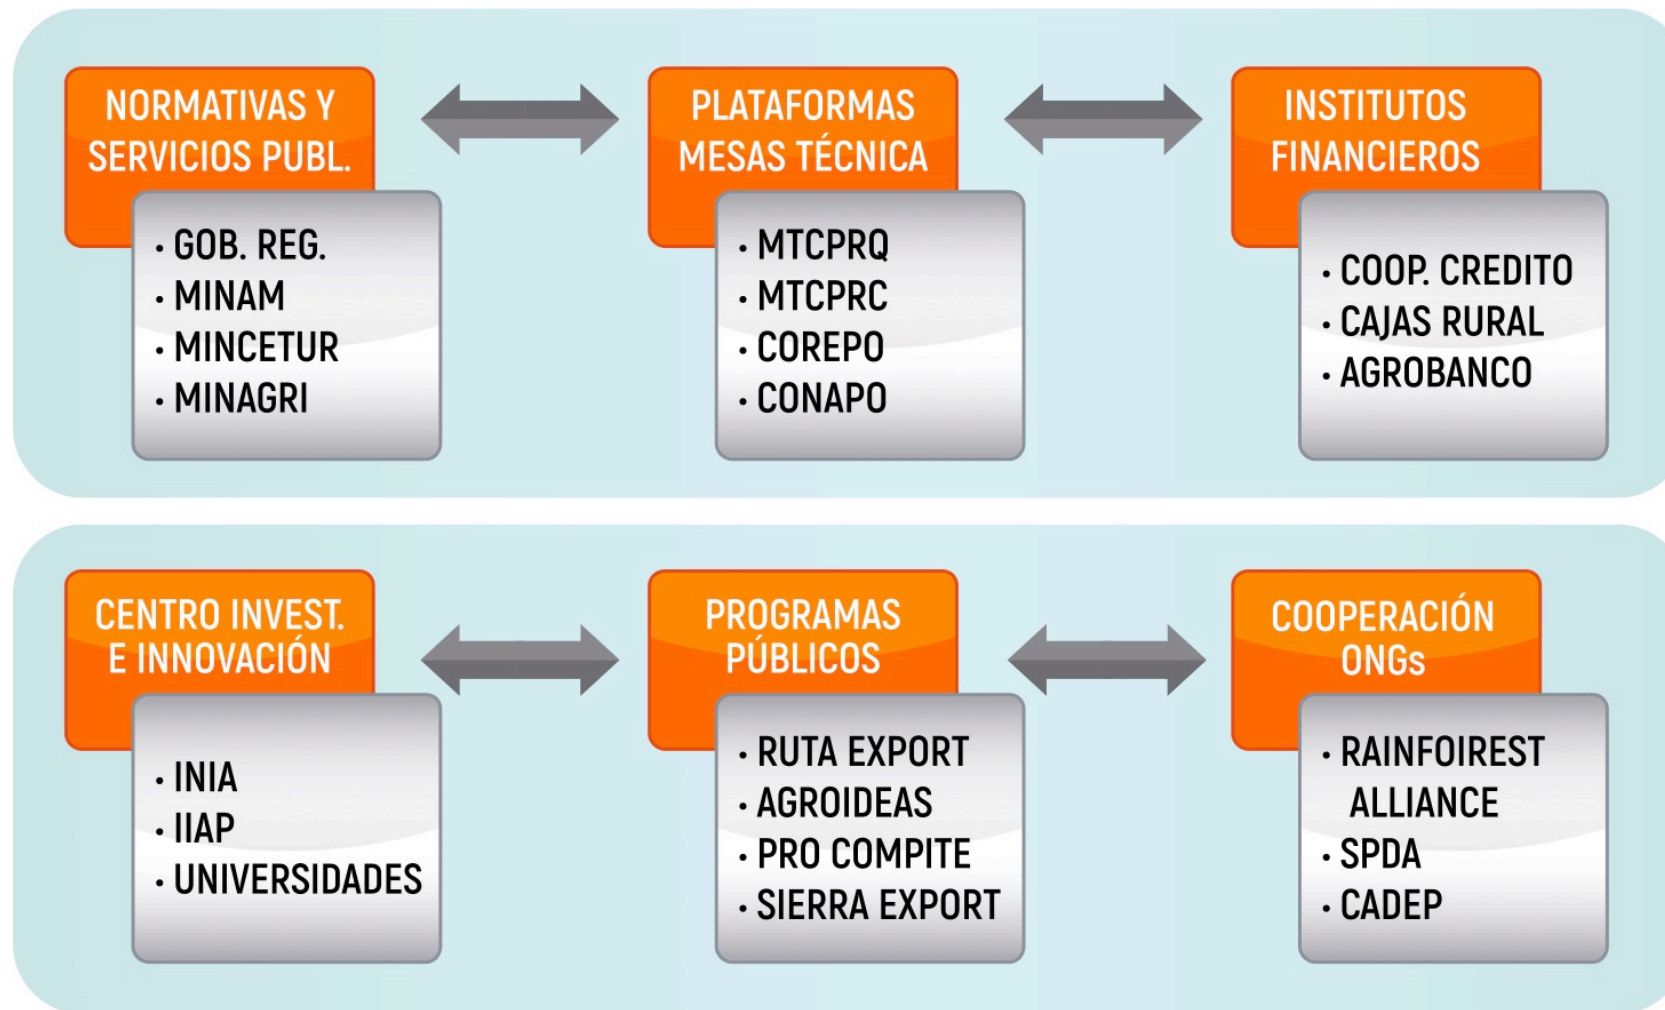 NORMATIVAS Y
SERVICIOS PUBL.
· GOB. REG.
· MINAM
· MINCETUR
· MINAGRI
PLATAFORMAS
MESAS TÉCNICA
· MTCPRQ
· MTCPRC
· COREPO
· CONAPO
INSTITUTOS
FINANCIEROS
· COOP. CREDITO
· CAJAS RURAL
· AGROBANCO
CENTRO INVEST.
E INNOVACIÓN
· INIA
· IIAP
· UNIVERSIDADES
PROGRAMAS
PÚBLICOS
· RUTA EXPORT
· AGROIDEAS
· PRO COMPITE
· SIERRA EXPORT
COOPERACIÓN
ONGs
· RAINFOIREST
ALLIANCE
· SPDA
· CADEP